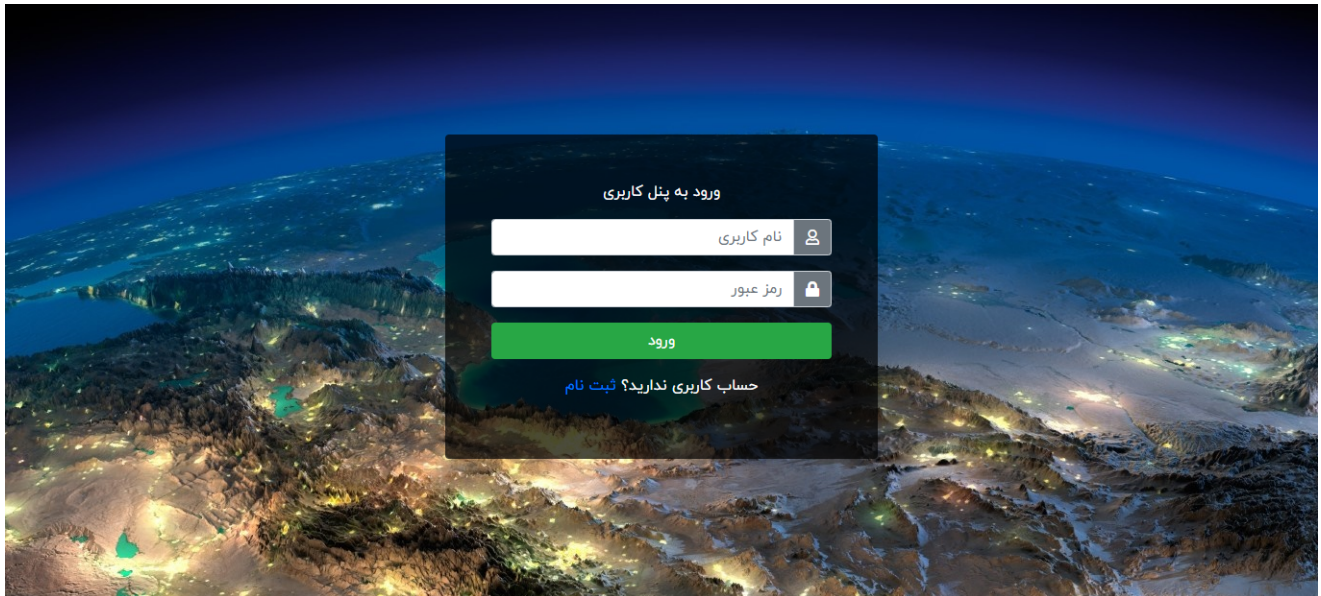 ورود به پنل کاربری
نام کاربری
رمز عبور
ورود
حساب کاربری ندارید؟ ثبت نام